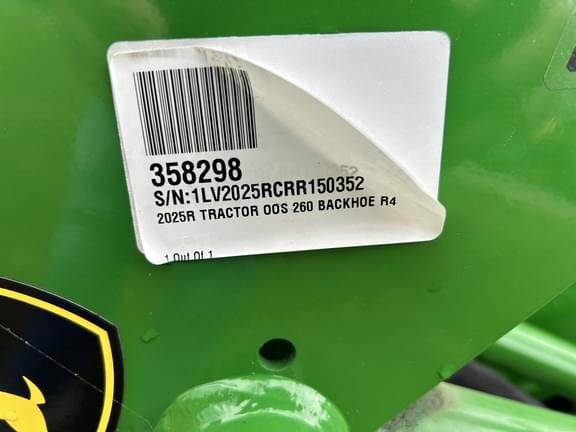 358298
S/N:1LV2025RCRR150352
2025R TRACTOR OOS 260 BACKHOE R4
1 Out Of 1